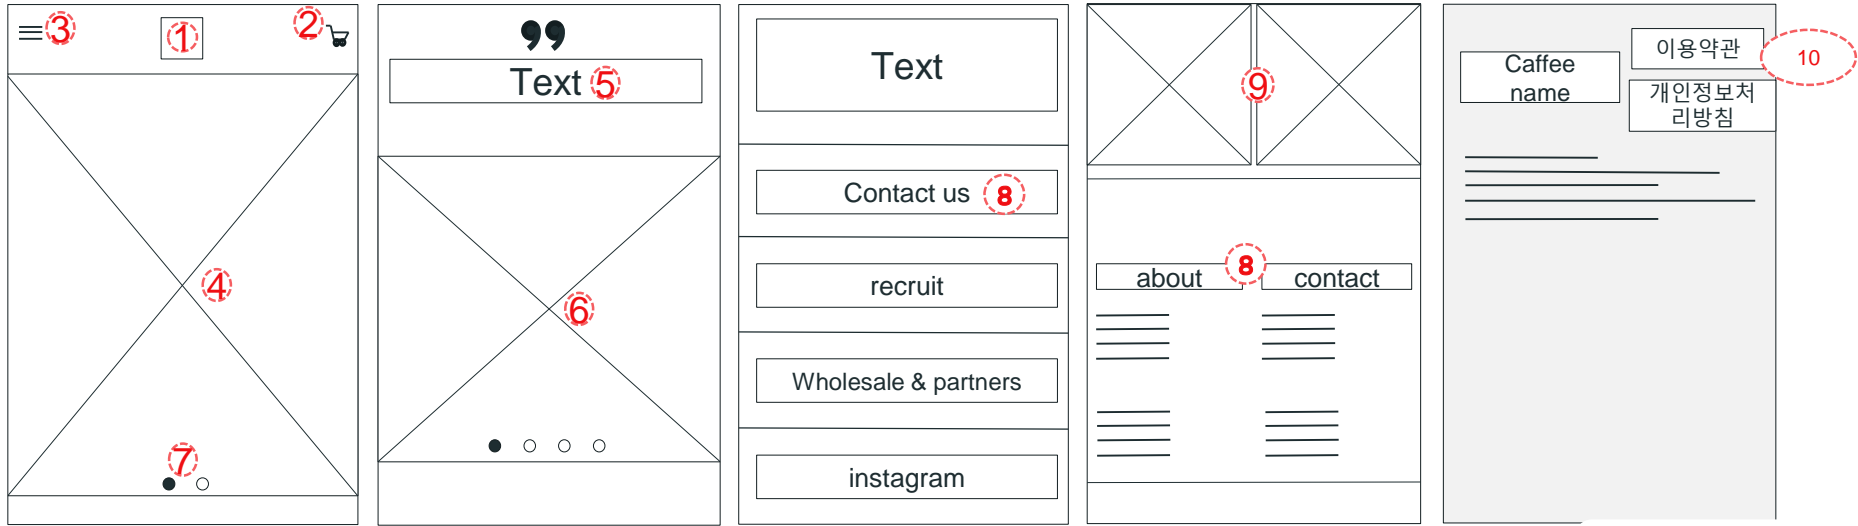 3
1
2
4
7
❟❟
Text 5
6
Text
Contact us 8
recruit
Wholesale & partners
instagram
9
8
about
contact
Caffee
name
이용약관
10
개인정보처
리방침